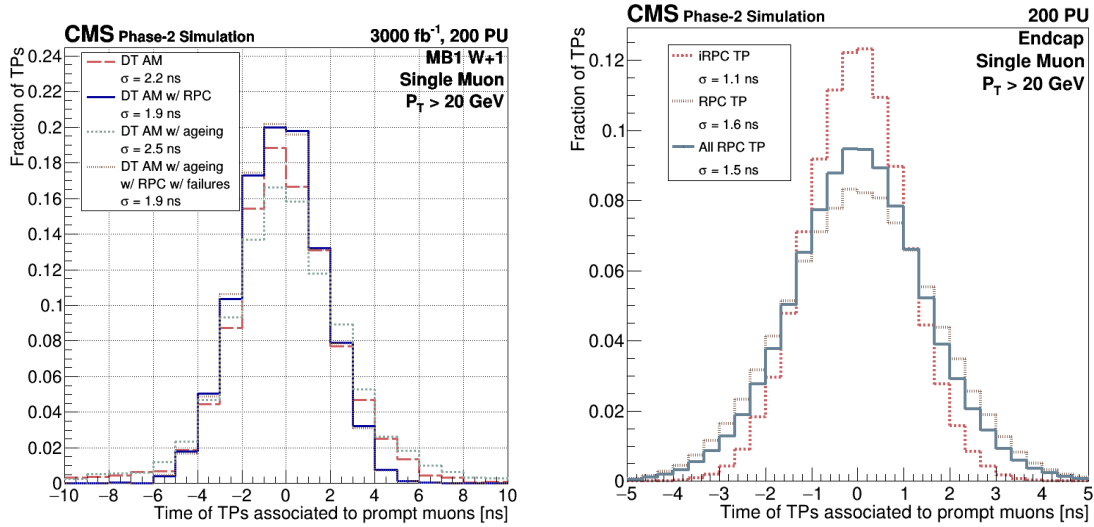 CMS Phase-2 Simulation 3000 fb⁻¹, 200 PU
MB1 W+1
Single Muon
P_T > 20 GeV
DT AM
σ = 2.2 ns
DT AM w/ RPC
σ = 1.9 ns
DT AM w/ ageing
σ = 2.5 ns
DT AM w/ ageing
w/ RPC w/ failures
σ = 1.9 ns
Fraction of TPs
0.24
0.22
0.2
0.18
0.16
0.14
0.12
0.1
0.08
0.06
0.04
0.02
0
−10 −8 −6 −4 −2 0 2 4 6 8 10
Time of TPs associated to prompt muons [ns]
CMS Phase-2 Simulation 200 PU
Endcap
Single Muon
P_T > 20 GeV
iRPC TP
σ = 1.1 ns
RPC TP
σ = 1.6 ns
All RPC TP
σ = 1.5 ns
Fraction of TPs
0.12
0.1
0.08
0.06
0.04
0.02
0
−5 −4 −3 −2 −1 0 1 2 3 4 5
Time of TPs associated to prompt muons [ns]